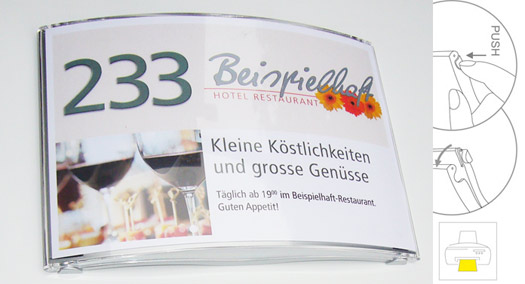 233
Beispielhaft
HOTEL RESTAURANT
Kleine Köstlichkeiten
und grosse Genüsse
Täglich ab 19⁰⁰ im Beispielhaft-Restaurant.
Guten Appetit!
PUSH